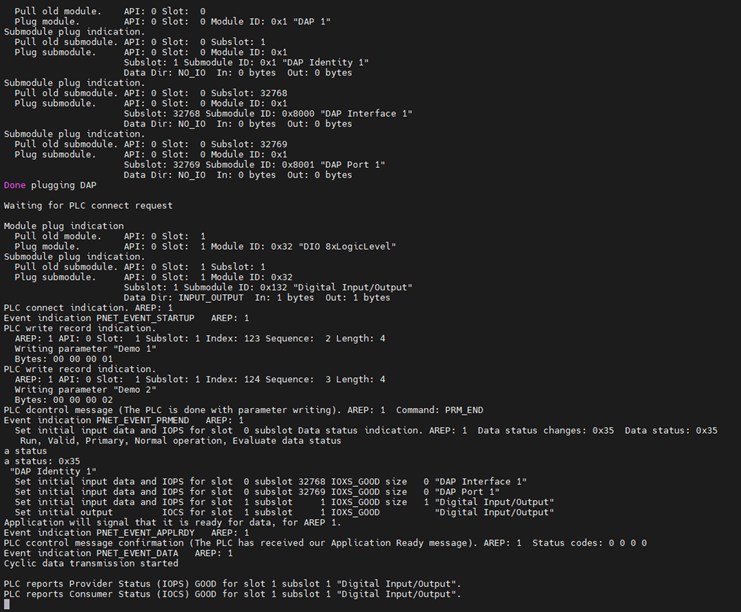 Pull old module.    API: 0 Slot:  0
Plug module.        API: 0 Slot:  0 Module ID: 0x1 "DAP 1"
Submodule plug indication.
Pull old submodule. API: 0 Slot:  0 Subslot: 1
Plug submodule.     API: 0 Slot:  0 Module ID: 0x1
Subslot: 1 Submodule ID: 0x1 "DAP Identity 1"
Data Dir: NO_IO  In: 0 bytes  Out: 0 bytes
Submodule plug indication.
Pull old submodule. API: 0 Slot:  0 Subslot: 32768
Plug submodule.     API: 0 Slot:  0 Module ID: 0x1
Subslot: 32768 Submodule ID: 0x8000 "DAP Interface 1"
Data Dir: NO_IO  In: 0 bytes  Out: 0 bytes
Submodule plug indication.
Pull old submodule. API: 0 Slot:  0 Subslot: 32769
Plug submodule.     API: 0 Slot:  0 Module ID: 0x1
Subslot: 32769 Submodule ID: 0x8001 "DAP Port 1"
Data Dir: NO_IO  In: 0 bytes  Out: 0 bytes
Done plugging DAP
Waiting for PLC connect request
Module plug indication
Pull old module.    API: 0 Slot:  1
Plug module.        API: 0 Slot:  1 Module ID: 0x32 "DIO 8xLogicLevel"
Submodule plug indication.
Pull old submodule. API: 0 Slot:  1 Subslot: 1
Plug submodule.     API: 0 Slot:  1 Module ID: 0x32
Subslot: 1 Submodule ID: 0x132 "Digital Input/Output"
Data Dir: INPUT_OUTPUT  In: 1 bytes  Out: 1 bytes
PLC connect indication. AREP: 1
Event indication PNET_EVENT_STARTUP   AREP: 1
PLC write record indication.
AREP: 1 API: 0 Slot:  1 Subslot: 1 Index: 123 Sequence:  2 Length: 4
Writing parameter "Demo 1"
Bytes: 00 00 00 01
PLC write record indication.
AREP: 1 API: 0 Slot:  1 Subslot: 1 Index: 124 Sequence:  3 Length: 4
Writing parameter "Demo 2"
Bytes: 00 00 00 02
PLC dcontrol message (The PLC is done with parameter writing). AREP: 1  Command: PRM_END
Event indication PNET_EVENT_PRMEND   AREP: 1
Set initial input data and IOPS for slot  0 subslot Data status indication. AREP: 1  Data status changes: 0x35  Data status: 0x35
Run, Valid, Primary, Normal operation, Evaluate data status
a status
a status: 0x35
"DAP Identity 1"
Set initial input data and IOPS for slot  0 subslot 32768 IOXS_GOOD size   0 "DAP Interface 1"
Set initial input data and IOPS for slot  0 subslot 32769 IOXS_GOOD size   0 "DAP Port 1"
Set initial input data and IOPS for slot  1 subslot     1 IOXS_GOOD size   1 "Digital Input/Output"
Set initial output         IOCS for slot  1 subslot     1 IOXS_GOOD          "Digital Input/Output"
Application will signal that it is ready for data, for AREP 1.
Event indication PNET_EVENT_APPLRDY   AREP: 1
PLC ccontrol message confirmation (The PLC has received our Application Ready message). AREP: 1  Status codes: 0 0 0 0
Event indication PNET_EVENT_DATA   AREP: 1
Cyclic data transmission started
PLC reports Provider Status (IOPS) GOOD for slot 1 subslot 1 "Digital Input/Output".
PLC reports Consumer Status (IOCS) GOOD for slot 1 subslot 1 "Digital Input/Output".